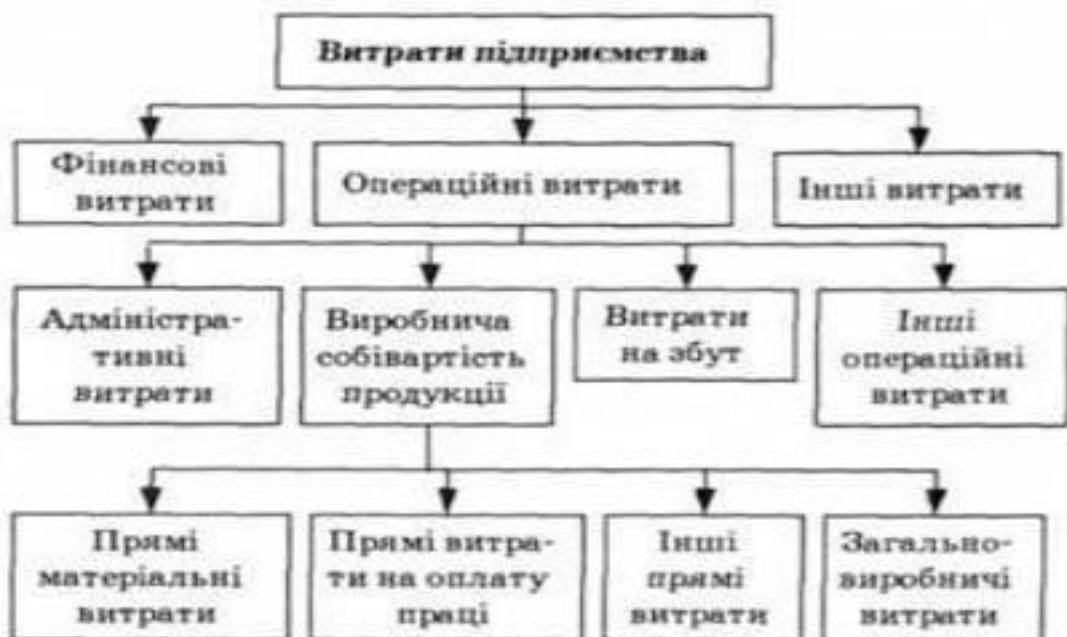 Витрати підприємства
Фінансові
витрати
Операційні витрати
Інші витрати
Адміністра-
тивні
витрати
Виробнича
собівартість
продукції
Витрати
на збут
Інші
операційні
витрати
Прямі
матеріальні
витрати
Прямі витра-
ти на оплату
праці
Інші
прямі
витрати
Загально-
виробничі
витрати